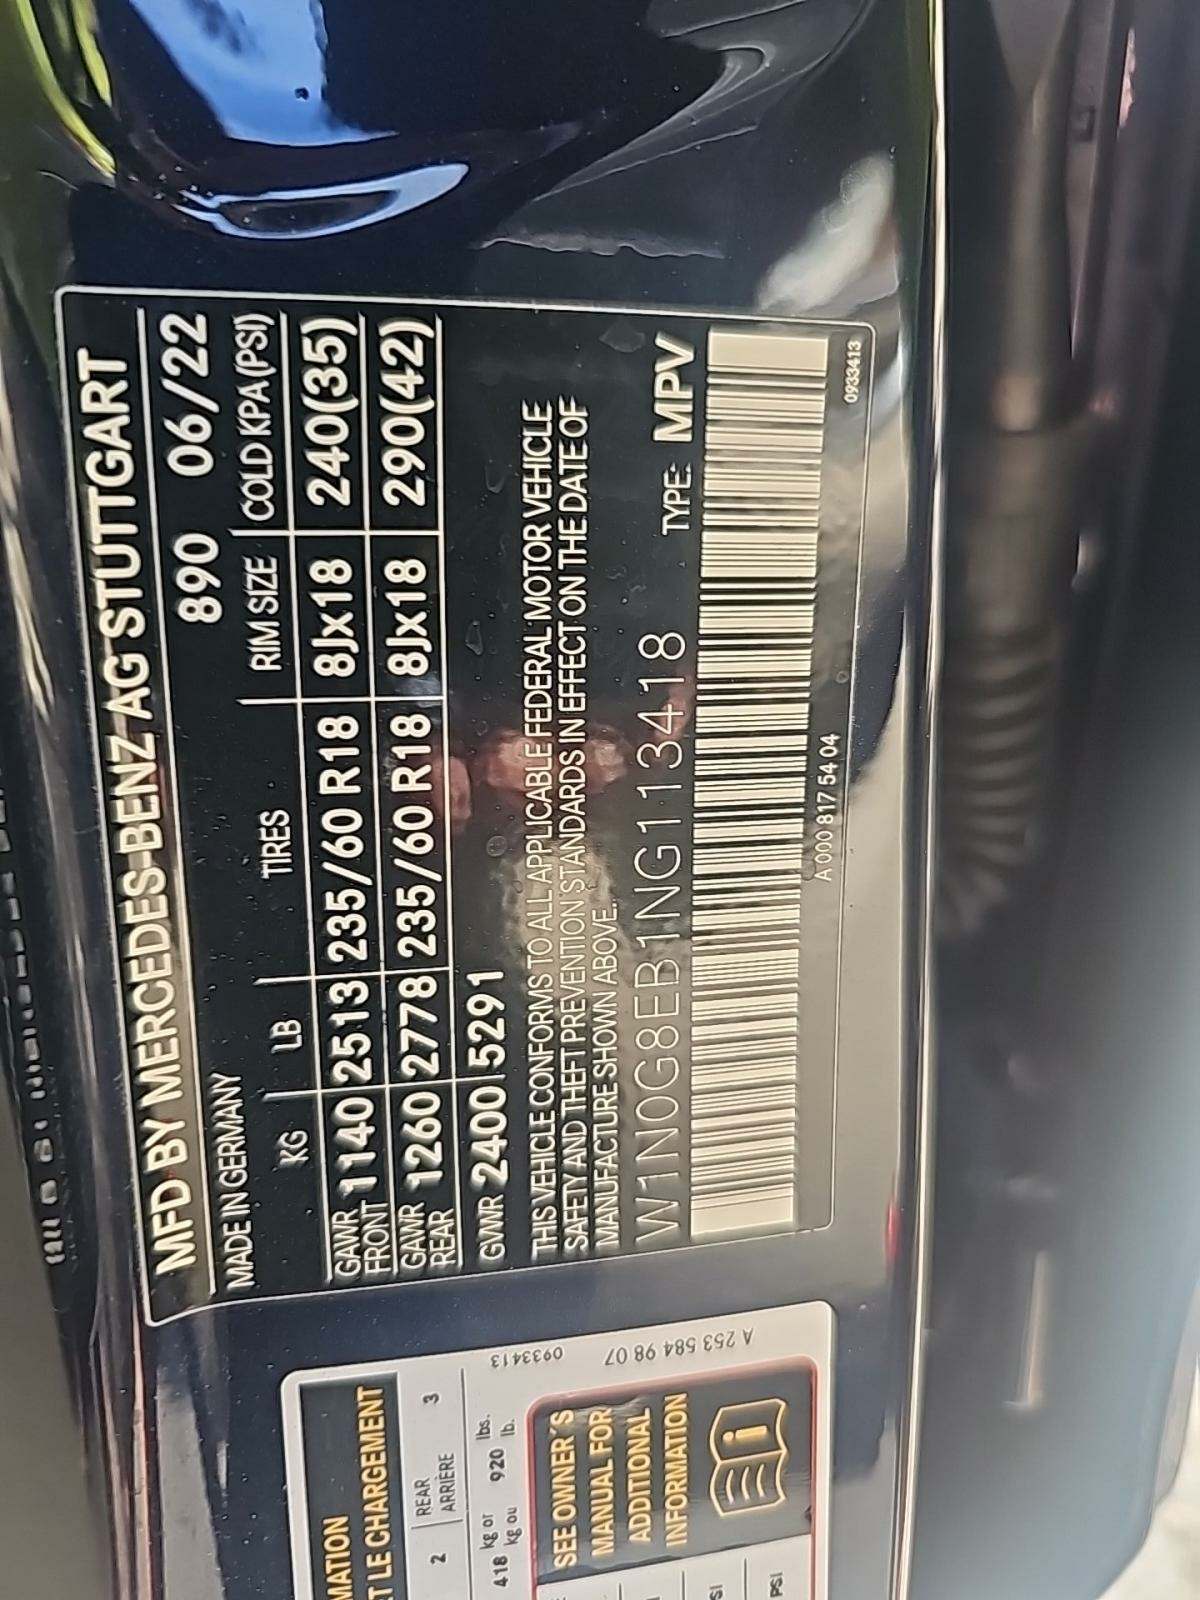 MFD BY MERCEDES-BENZ AG STUTTGART
MADE IN GERMANY 890 06/22
KG LB TIRES RIM SIZE COLD KPA (PSI)
GAWR FRONT 1140 2513 235/60 R18 8Jx18 240(35)
GAWR REAR 1260 2778 235/60 R18 8Jx18 290(42)
GVWR 2400 5291
THIS VEHICLE CONFORMS TO ALL APPLICABLE FEDERAL MOTOR VEHICLE
SAFETY AND THEFT PREVENTION STANDARDS IN EFFECT ON THE DATE OF
MANUFACTURE SHOWN ABOVE.
W1N0G8EB1NG113418 TYPE: MPV
A 000 817 54 04
0933413
MATION
T LE CHARGEMENT
2 REAR ARRIÈRE 3
418 kg or kg ou 920 lbs. lb.
SEE OWNER'S
MANUAL FOR
ADDITIONAL
INFORMATION
PSI
0933413
A 253 584 98 07